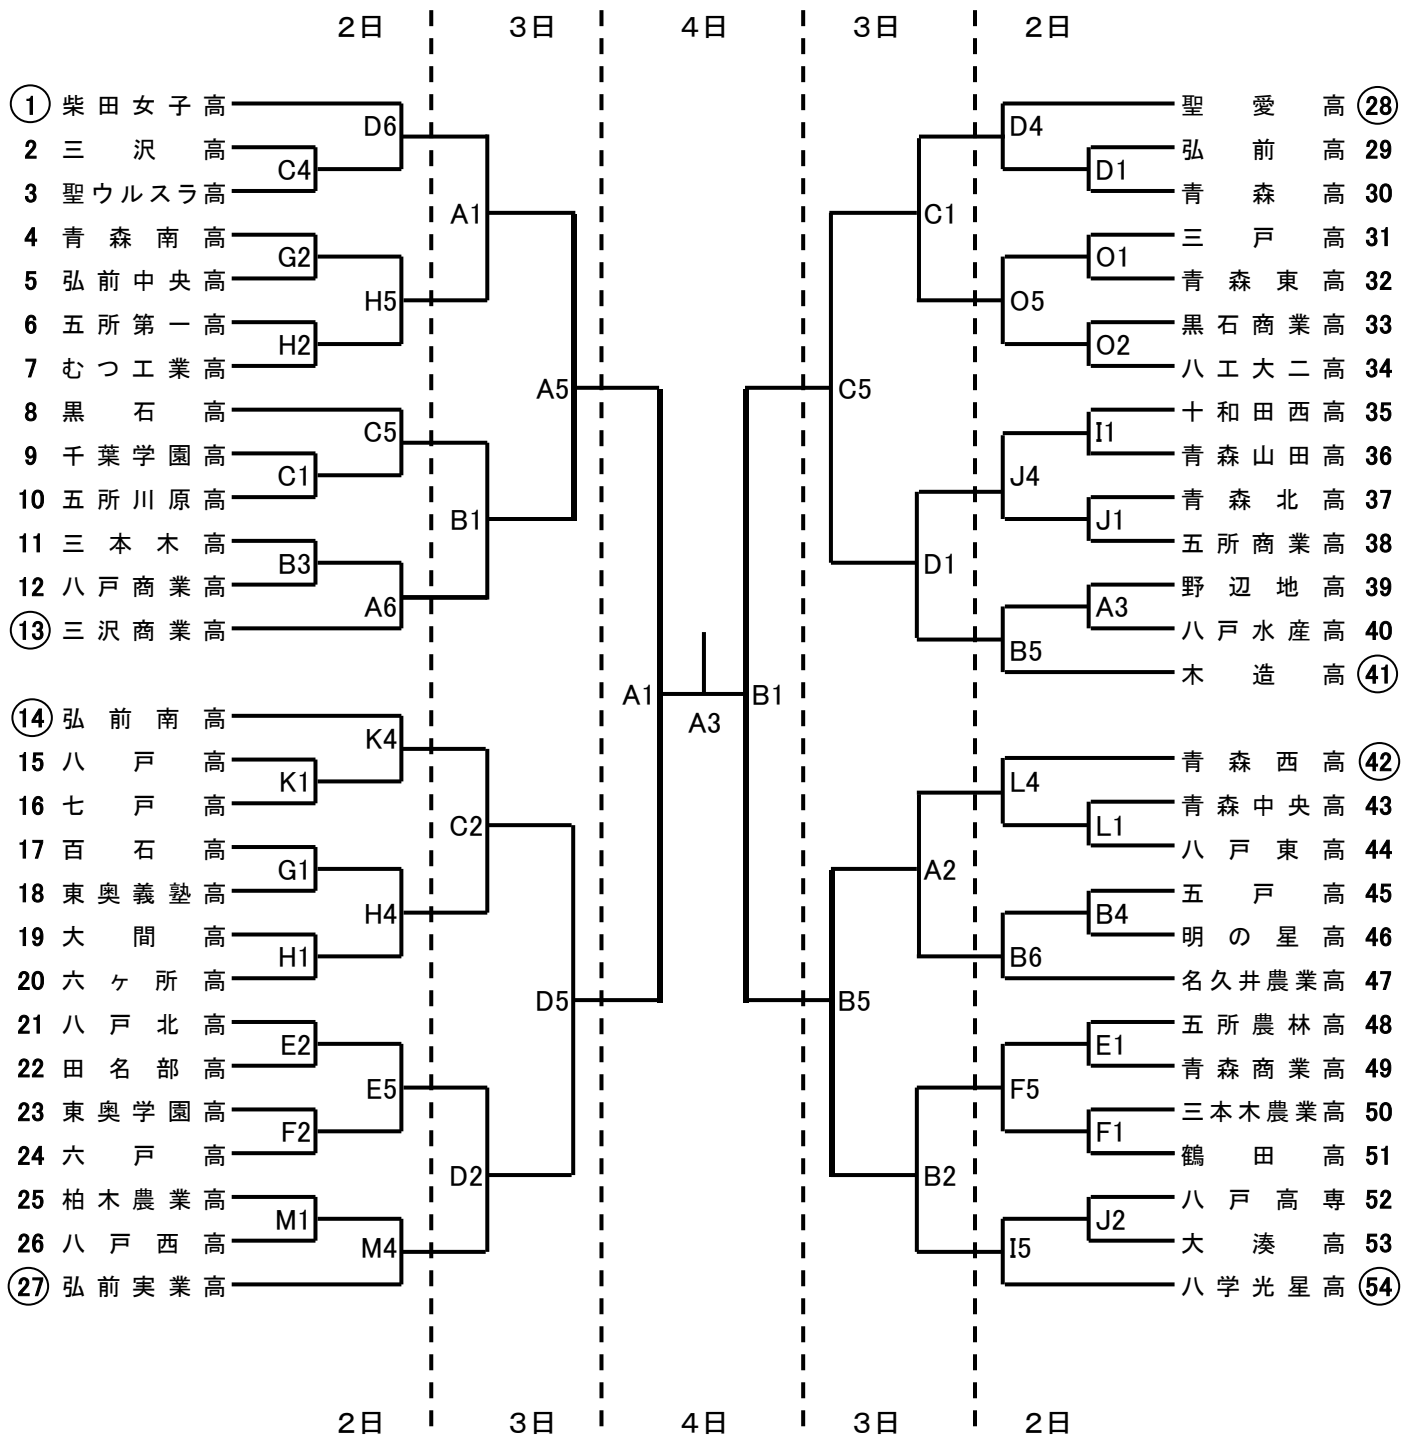 2日 3日 4日 3日 2日
1 柴田女子高
D6
2 三沢高
C4
3 聖ウルスラ高
A1
4 青森南高
G2
5 弘前中央高
H5
6 五所第一高
H2
7 むつ工業高
A5
8 黒石高
C5
9 千葉学園高
C1
10 五所川原高
B1
11 三本木高
B3
12 八戸商業高
A6
13 三沢商業高
A1
14 弘前南高
K4
15 八戸高
K1
16 七戸高
C2
17 百石高
G1
18 東奥義塾高
H4
19 大間高
H1
20 六ヶ所高
D5
21 八戸北高
E2
22 田名部高
E5
23 東奥学園高
F2
24 六戸高
D2
25 柏木農業高
M1
26 八戸西高
M4
27 弘前実業高
A3
B1
聖愛高 28
D4
弘前高 29
D1
青森高 30
C1
三戸高 31
O1
青森東高 32
O5
黒石商業高 33
O2
八工大二高 34
C5
十和田西高 35
I1
青森山田高 36
J4
青森北高 37
J1
五所商業高 38
D1
野辺地高 39
A3
八戸水産高 40
B5
木造高 41
青森西高 42
L4
青森中央高 43
L1
八戸東高 44
A2
五戸高 45
B4
明の星高 46
B6
名久井農業高 47
B5
五所農林高 48
E1
青森商業高 49
F5
三本木農業高 50
F1
鶴田高 51
B2
八戸高専 52
J2
大湊高 53
I5
八学光星高 54
2日 3日 4日 3日 2日